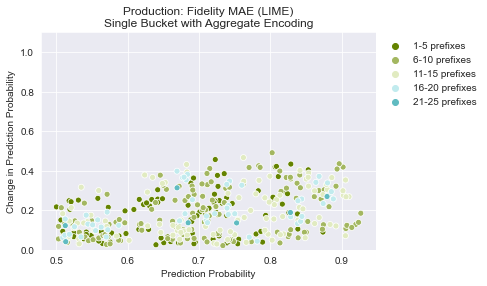 Production: Fidelity MAE (LIME)
Single Bucket with Aggregate Encoding
Change in Prediction Probability
1.0
0.8
0.6
0.4
0.2
0.0
0.5 0.6 0.7 0.8 0.9
Prediction Probability
1-5 prefixes
6-10 prefixes
11-15 prefixes
16-20 prefixes
21-25 prefixes